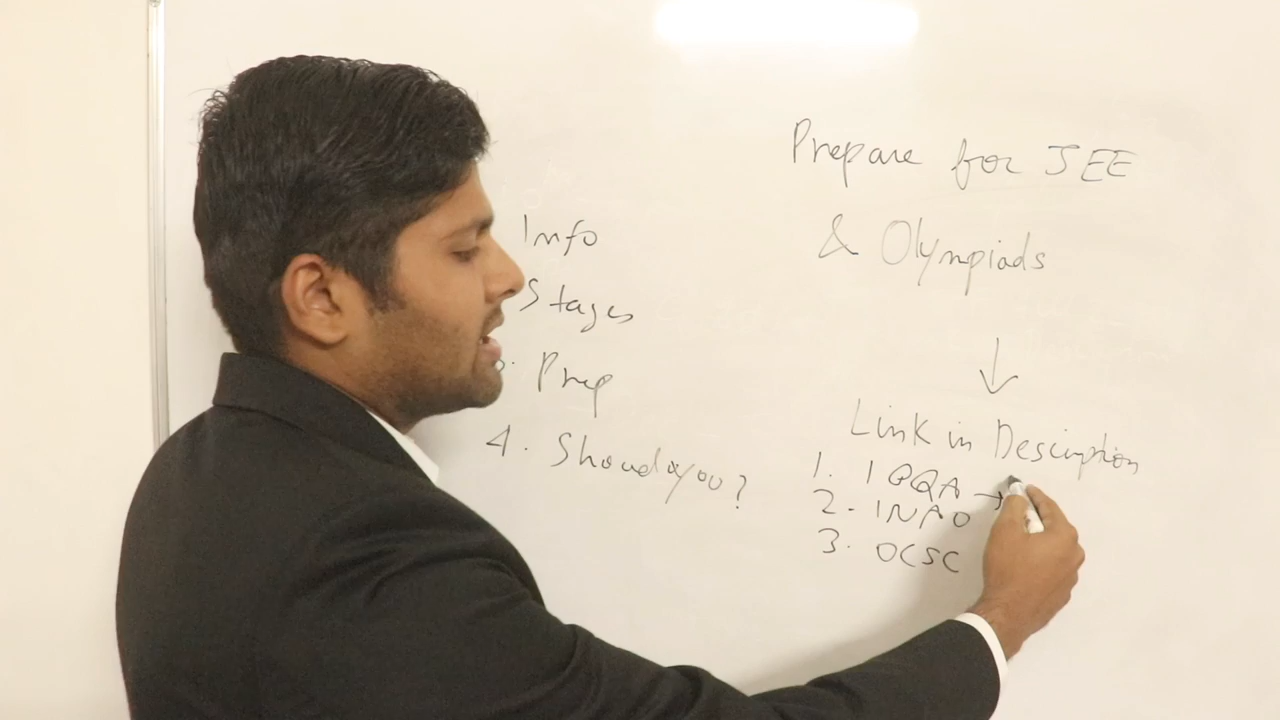 Info
Stages
Prep
4. Should you?
Prepare for JEE
& Olympiads
Link in Description
1. IOQA
2. INAO
3. OCSC